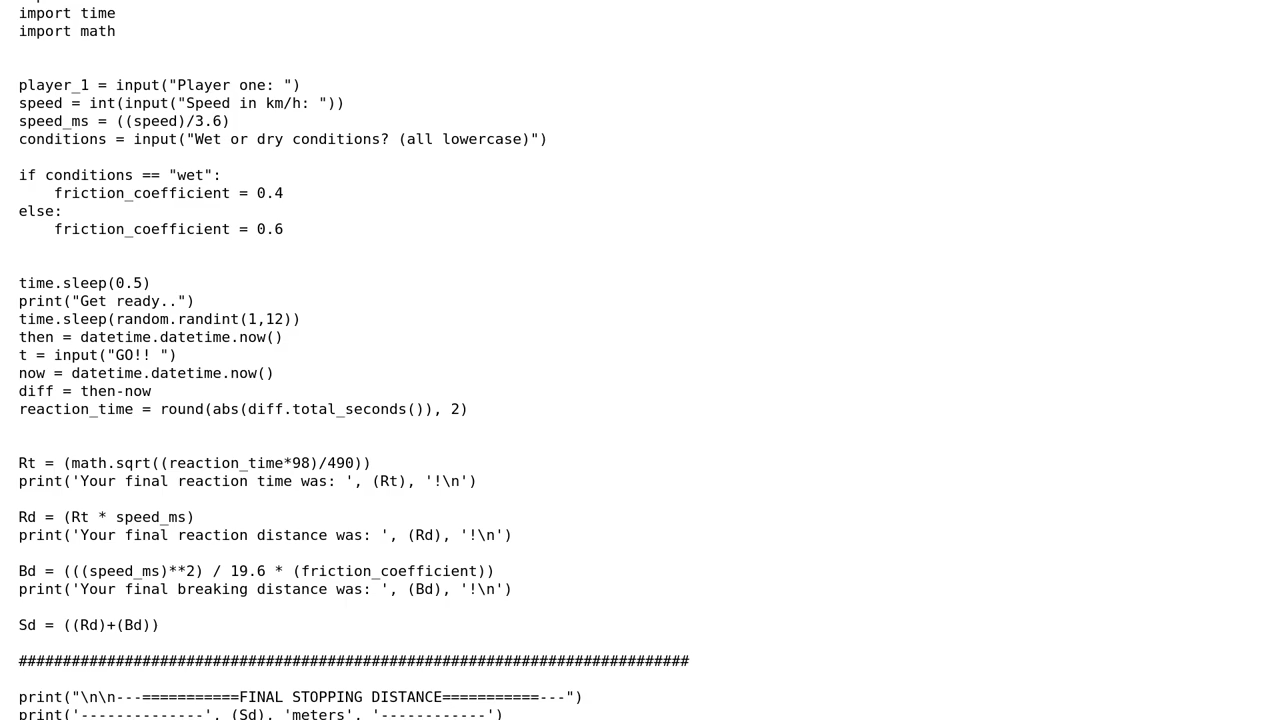 import time
import math
player_1 = input("Player one: ")
speed = int(input("Speed in km/h: "))
speed_ms = ((speed)/3.6)
conditions = input("Wet or dry conditions? (all lowercase)")
if conditions == "wet":
    friction_coefficient = 0.4
else:
    friction_coefficient = 0.6
time.sleep(0.5)
print("Get ready..")
time.sleep(random.randint(1,12))
then = datetime.datetime.now()
t = input("GO!! ")
now = datetime.datetime.now()
diff = then-now
reaction_time = round(abs(diff.total_seconds()), 2)
Rt = (math.sqrt((reaction_time*98)/490))
print('Your final reaction time was: ', (Rt), '!\n')
Rd = (Rt * speed_ms)
print('Your final reaction distance was: ', (Rd), '!\n')
Bd = (((speed_ms)**2) / 19.6 * (friction_coefficient))
print('Your final breaking distance was: ', (Bd), '!\n')
Sd = ((Rd)+(Bd))
############################################################################
print("\n\n---===========FINAL STOPPING DISTANCE===========---")
print('--------------', (Sd), 'meters', '------------')